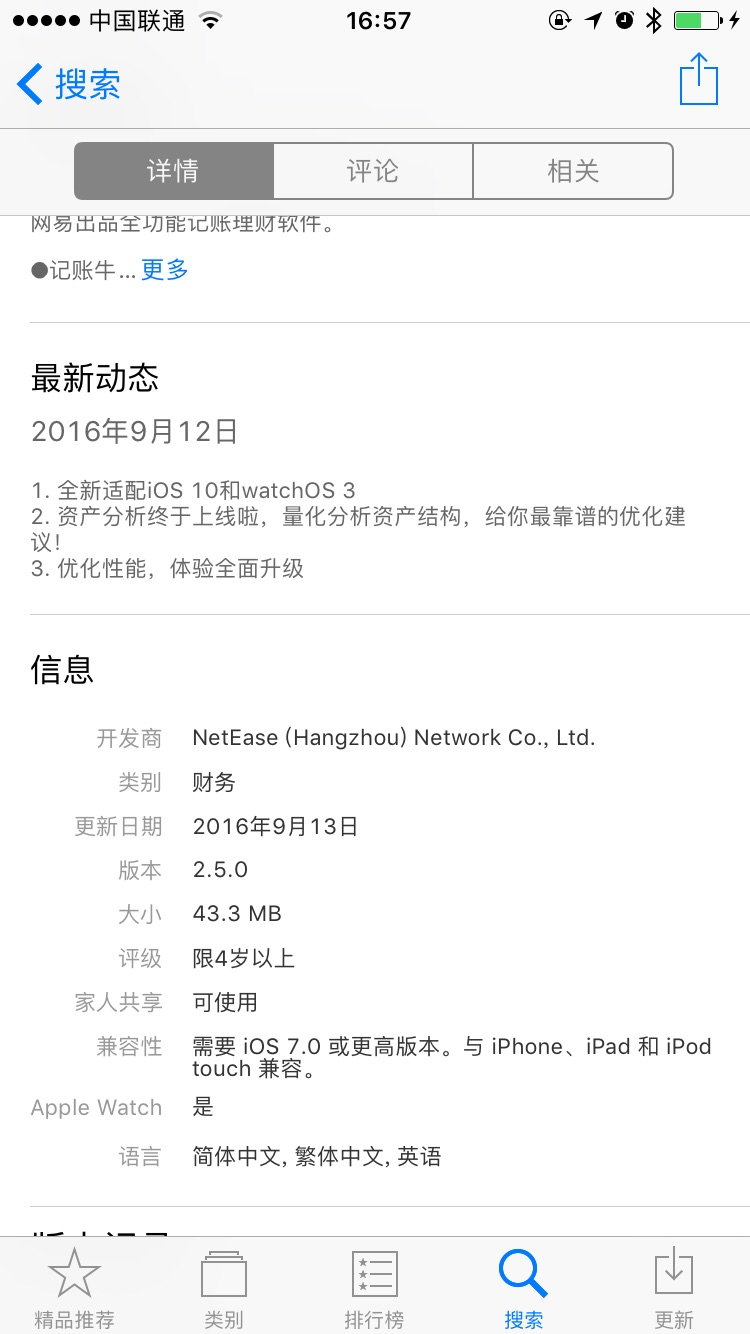 中国联通
16:57
搜索
详情
评论
相关
网易出品全功能记账理财软件。
●记账牛... 更多
最新动态
2016年9月12日
1. 全新适配iOS 10和watchOS 3
2. 资产分析终于上线啦，量化分析资产结构，给你最靠谱的优化建
议！
3. 优化性能，体验全面升级
信息
开发商 NetEase (Hangzhou) Network Co., Ltd.
类别 财务
更新日期 2016年9月13日
版本 2.5.0
大小 43.3 MB
评级 限4岁以上
家人共享 可使用
兼容性 需要 iOS 7.0 或更高版本。与 iPhone、iPad 和 iPod
touch 兼容。
Apple Watch 是
语言 简体中文, 繁体中文, 英语
精品推荐
类别
排行榜
搜索
更新